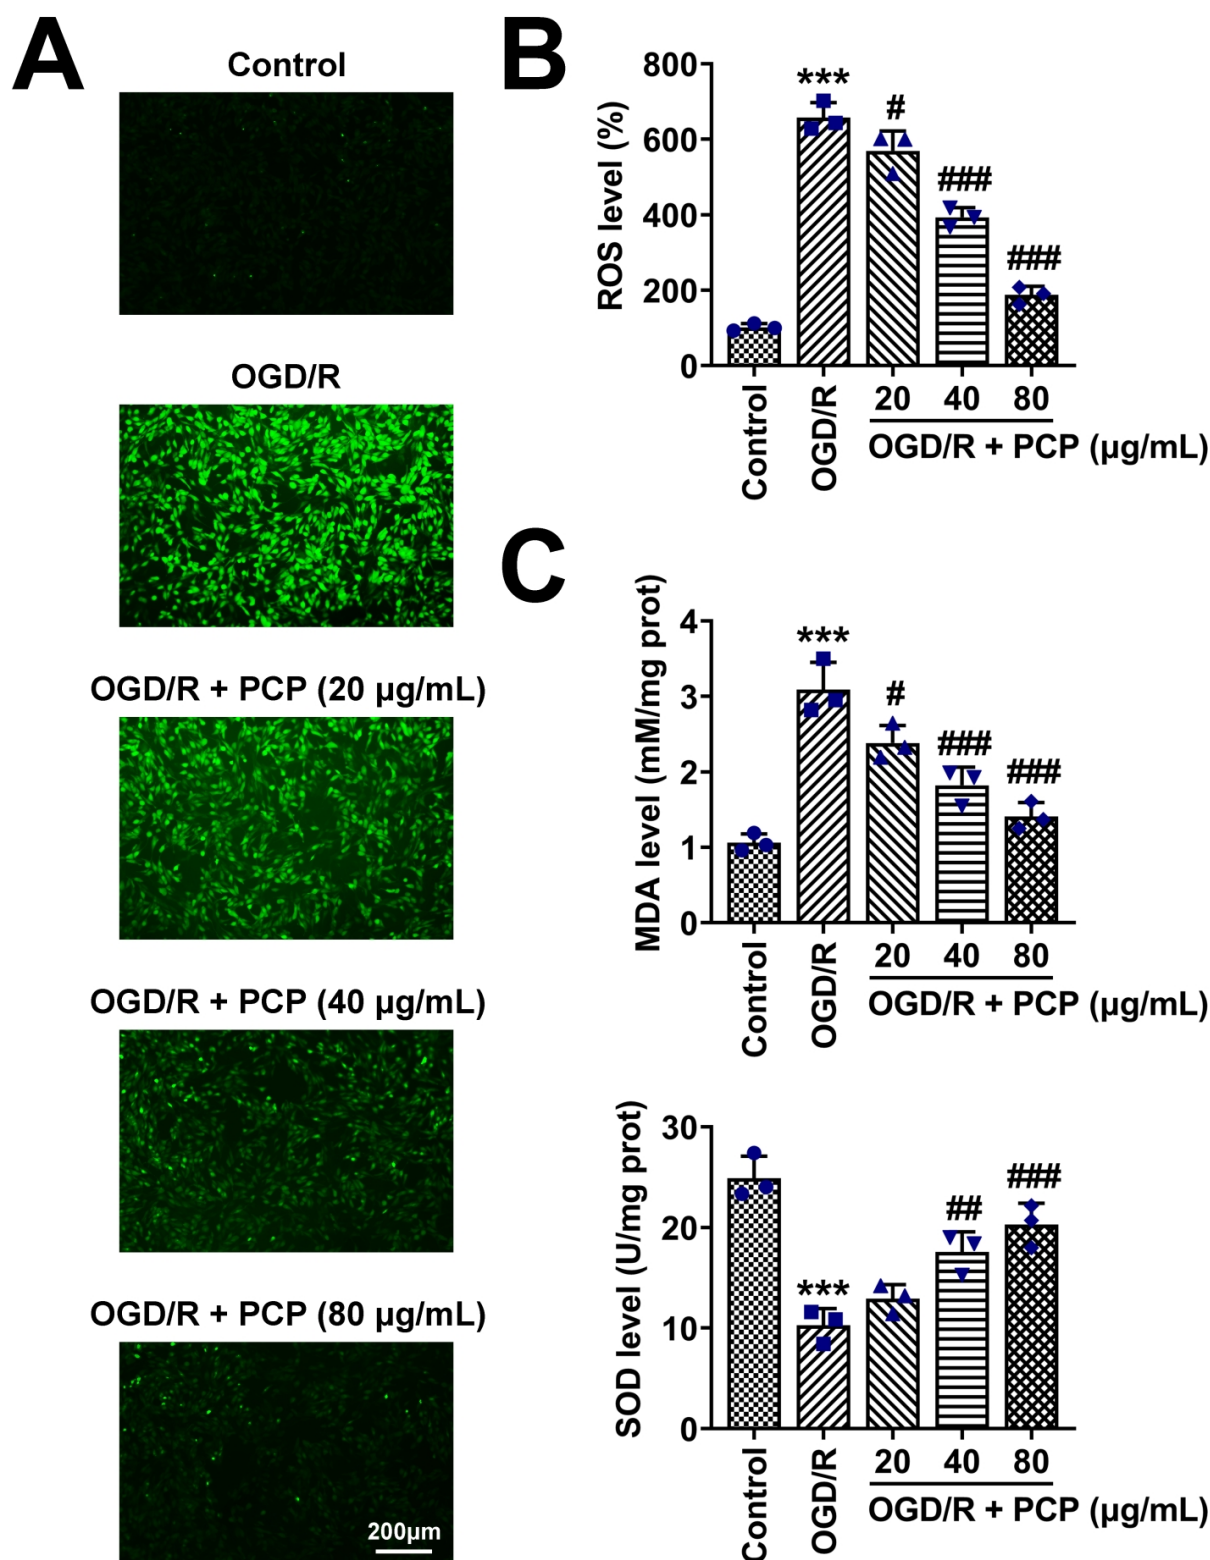 A
Control
OGD/R
OGD/R + PCP (20 µg/mL)
OGD/R + PCP (40 µg/mL)
OGD/R + PCP (80 µg/mL)
200µm
B
ROS level (%)
800
600
400
200
0
***
#
###
###
Control
OGD/R
20
40
80
OGD/R + PCP (µg/mL)
C
MDA level (mM/mg prot)
4
3
2
1
0
***
#
###
###
Control
OGD/R
20
40
80
OGD/R + PCP (µg/mL)
SOD level (U/mg prot)
30
20
10
0
***
##
###
Control
OGD/R
20
40
80
OGD/R + PCP (µg/mL)